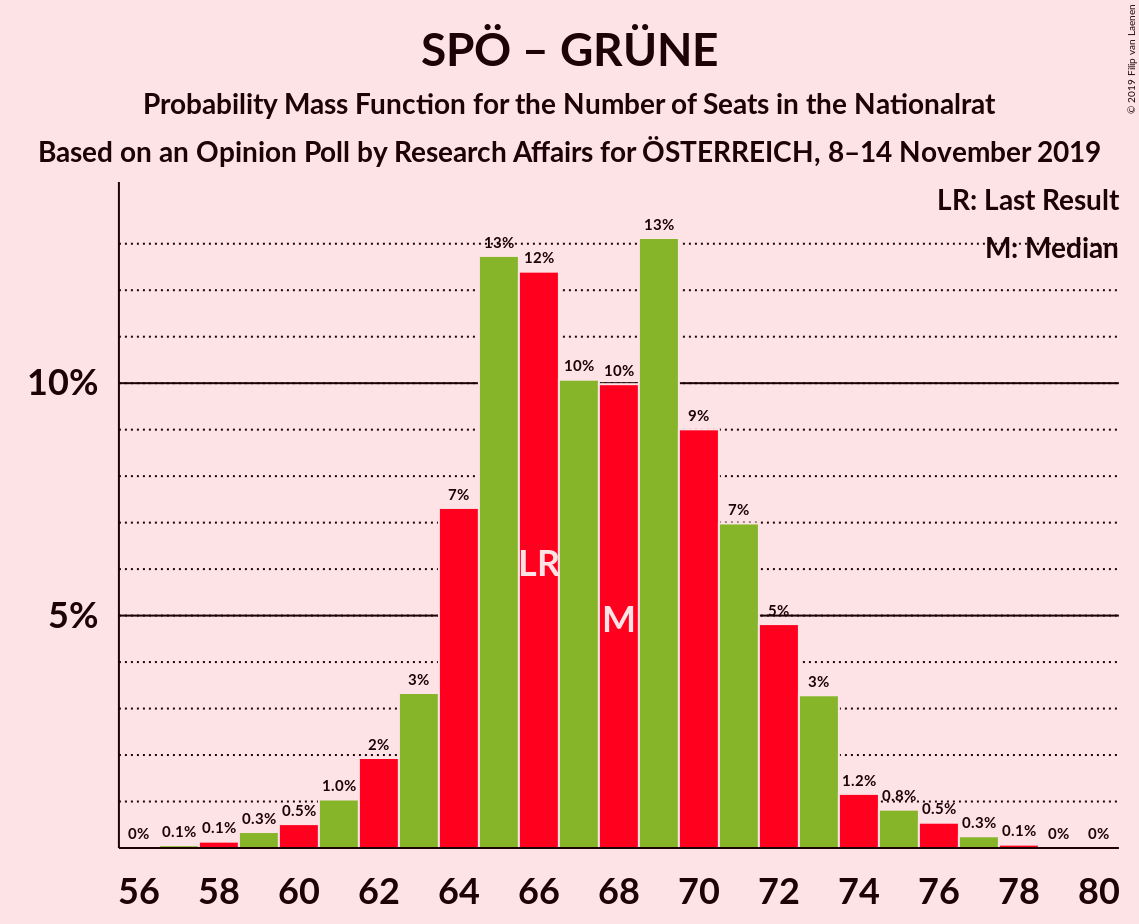 © 2019 Filip van Laenen
SPÖ – GRÜNE
Probability Mass Function for the Number of Seats in the Nationalrat
Based on an Opinion Poll by Research Affairs for ÖSTERREICH, 8–14 November 2019
LR: Last Result
M: Median
10%
5%
0% 0.1% 0.1% 0.3% 0.5% 1.0% 2% 3% 7% 13% 12% 10% 10% 13% 9% 7% 5% 3% 1.2% 0.8% 0.5% 0.3% 0.1% 0% 0%
LR
M
56 58 60 62 64 66 68 70 72 74 76 78 80